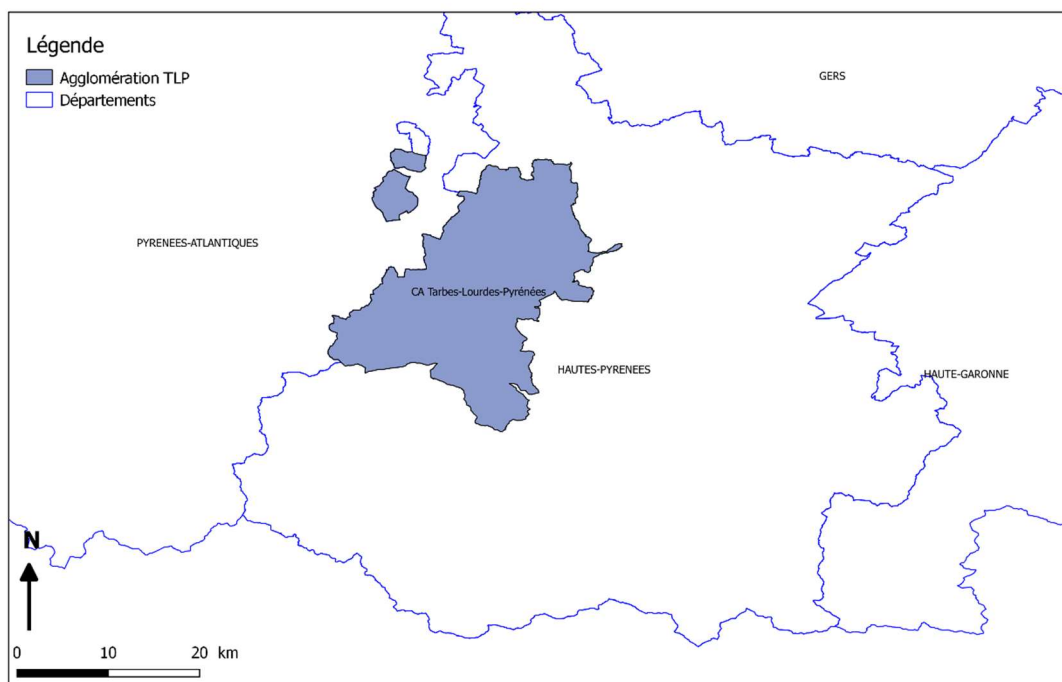 Légende
Agglomération TLP
Départements
GERS
PYRENEES-ATLANTIQUES
CA Tarbes-Lourdes-Pyrénées
HAUTES-PYRENEES
HAUTE-GARONNE
N
0 10 20 km